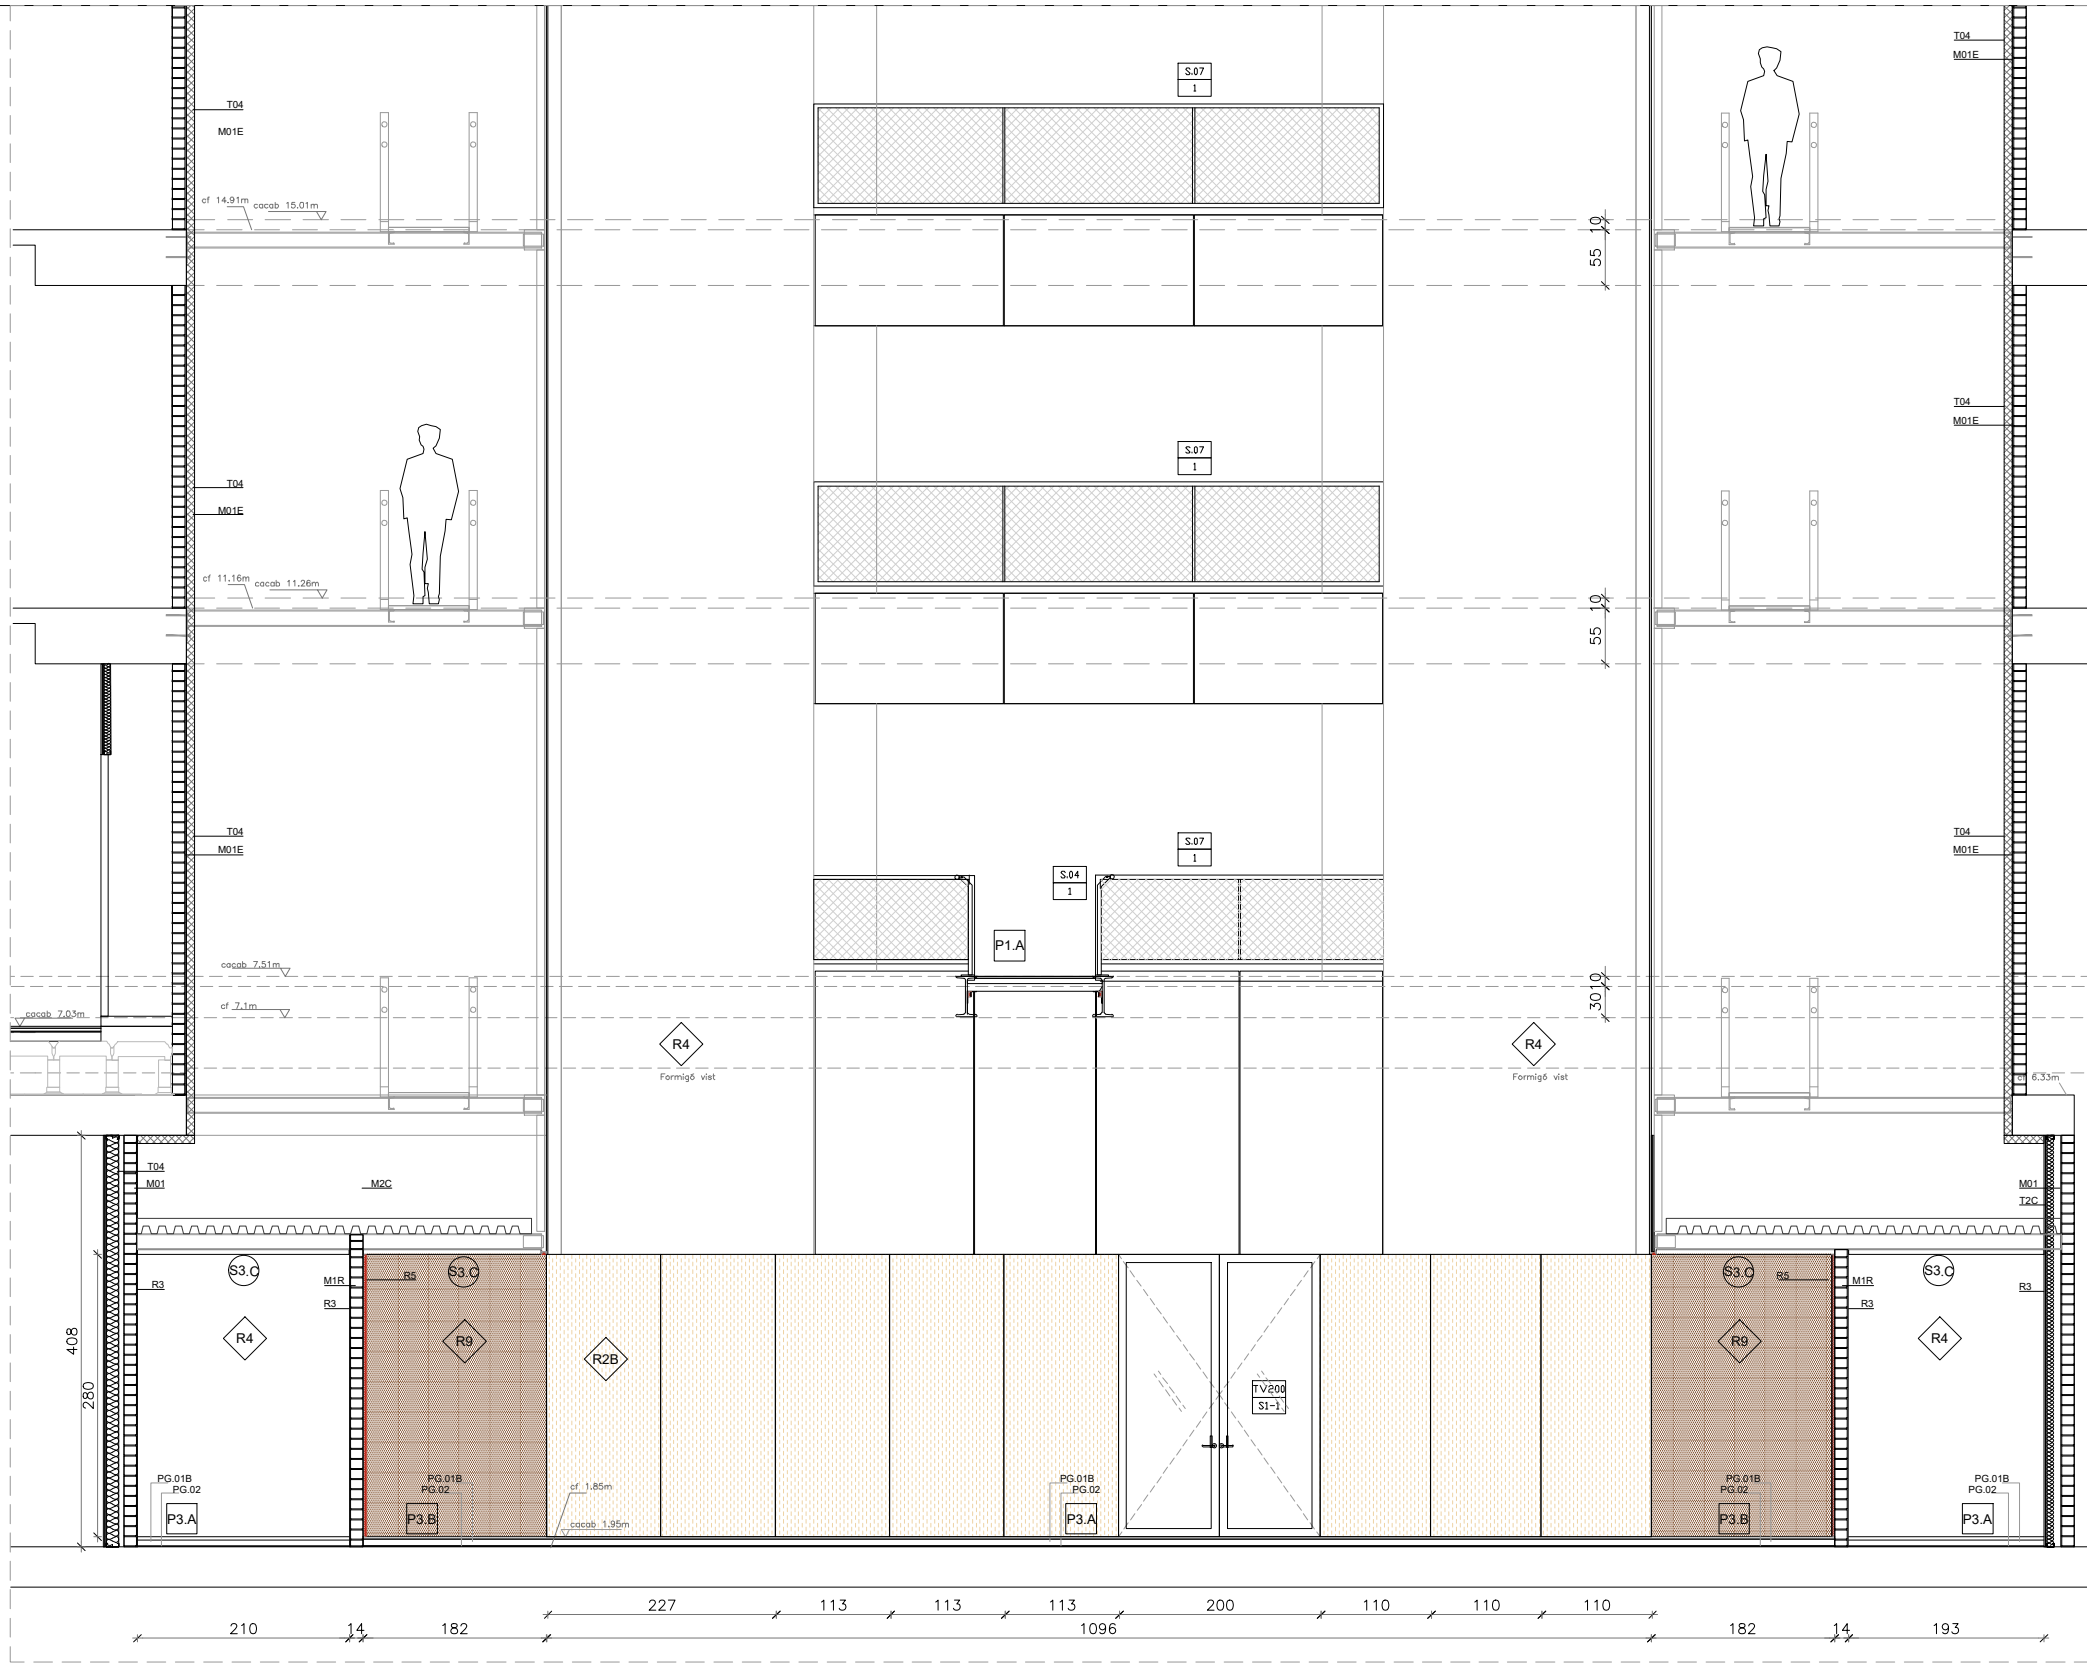 T04
M01E
S.07
1
T04
M01E
cf 14.91m
cacab 15.01m
10
55
T04
M01E
S.07
1
T04
M01E
cf 11.16m
cacab 11.26m
10
55
T04
M01E
S.07
1
S.04
1
T04
M01E
P1.A
cacab 7.51m
cf 7.1m
cacab 7.03m
10
30
R4
Formigó vist
R4
Formigó vist
cf 6.33m
T04
M01
M2C
M01
T2C
S3.C
S3.C
S3.C
S3.C
R3
M1R
R5
R3
R5
M1R
R3
R3
408
280
R4
R9
R2B
R9
R4
TV200
S1-1
PG.01B
PG.02
P3.A
PG.01B
PG.02
P3.B
cf 1.85m
cacab 1.95m
PG.01B
PG.02
P3.A
PG.01B
PG.02
P3.B
PG.01B
PG.02
P3.A
227 113 113 113 200 110 110 110
210 14 182 1096 182 14 193